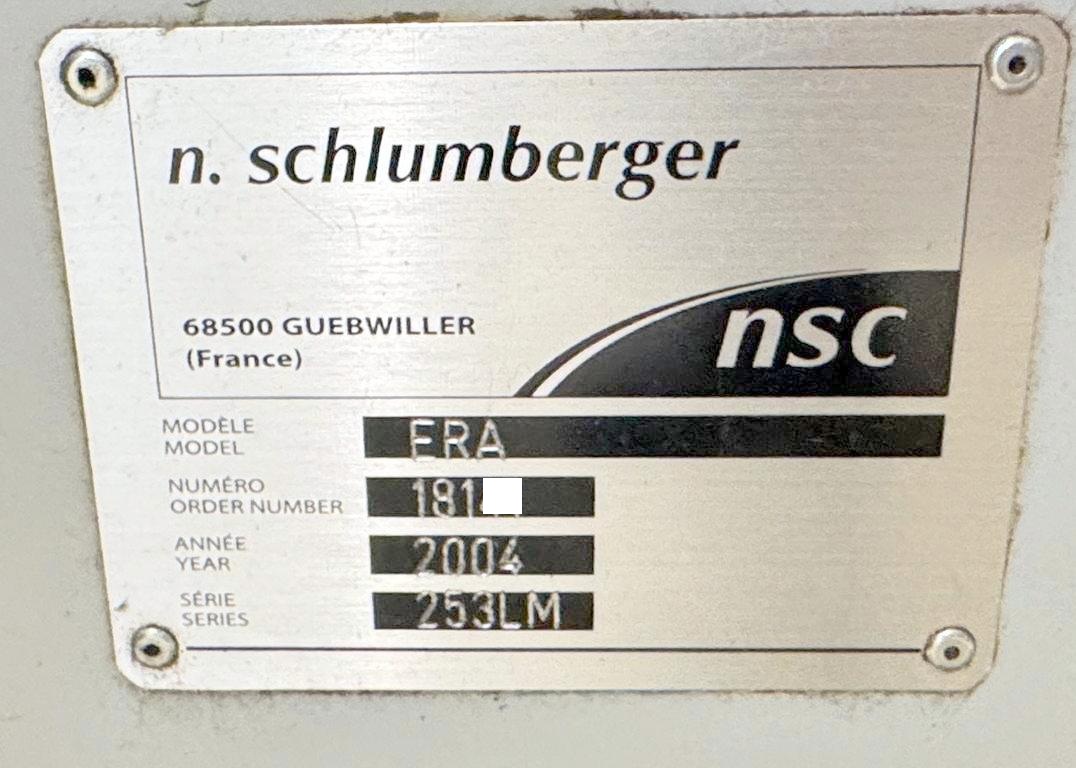 n. schlumberger
68500 GUEBWILLER
(France)
nsc
MODÈLE
MODEL
ERA
NUMÉRO
ORDER NUMBER
181
ANNÉE
YEAR
2004
SÉRIE
SERIES
253LM